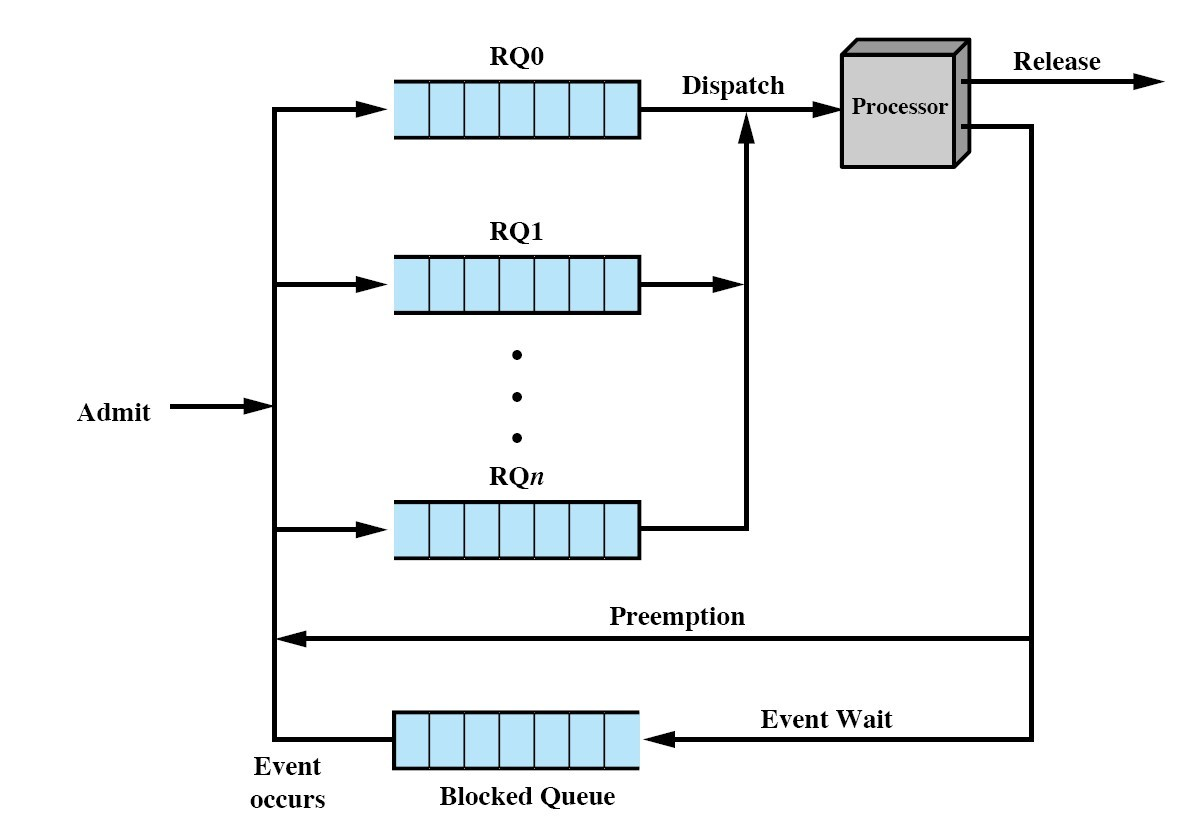 RQ0
Dispatch
Release
Processor
RQ1
Admit
RQn
Preemption
Event Wait
Event
occurs
Blocked Queue